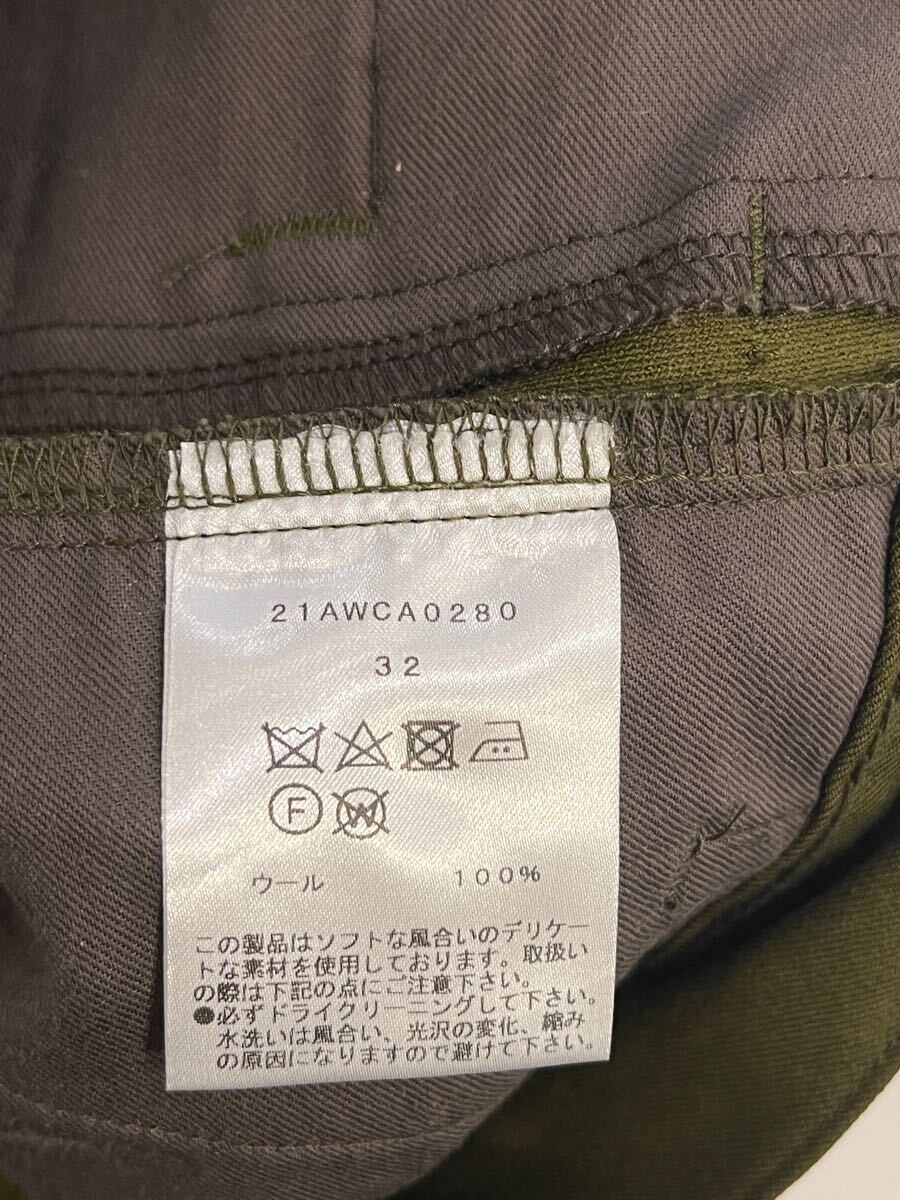 21AWCA0280
32
F
W
ウール 100%
この製品はソフトな風合いのデリケー
トな素材を使用しております。取扱い
の際は下記の点にご注意下さい。
●必ずドライクリーニングして下さい。
水洗いは風合い、光沢の変化、縮み
の原因になりますので避けて下さい。